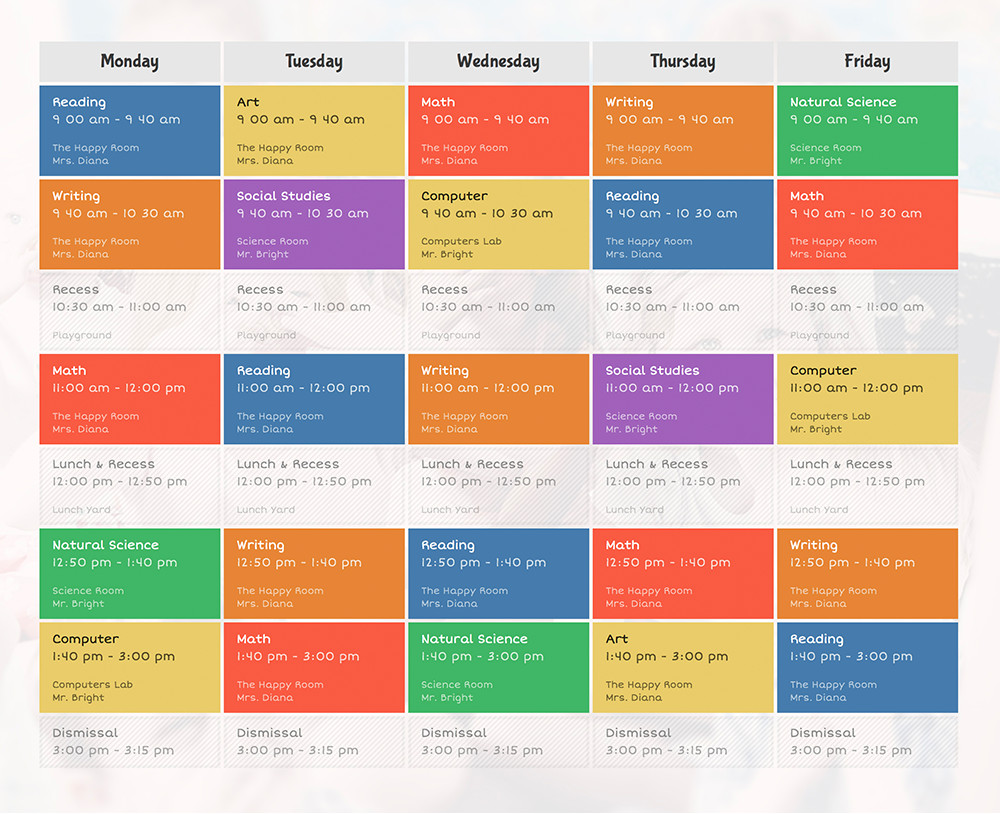 Monday
Tuesday
Wednesday
Thursday
Friday
Reading
9 00 am - 9 40 am
The Happy Room
Mrs. Diana
Art
9 00 am - 9 40 am
The Happy Room
Mrs. Diana
Math
9 00 am - 9 40 am
The Happy Room
Mrs. Diana
Writing
9 00 am - 9 40 am
The Happy Room
Mrs. Diana
Natural Science
9 00 am - 9 40 am
Science Room
Mr. Bright
Writing
9 40 am - 10 30 am
The Happy Room
Mrs. Diana
Social Studies
9 40 am - 10 30 am
Science Room
Mr. Bright
Computer
9 40 am - 10 30 am
Computers Lab
Mr. Bright
Reading
9 40 am - 10 30 am
The Happy Room
Mrs. Diana
Math
9 40 am - 10 30 am
The Happy Room
Mrs. Diana
Recess
10:30 am - 11:00 am
Playground
Recess
10:30 am - 11:00 am
Playground
Recess
10:30 am - 11:00 am
Playground
Recess
10:30 am - 11:00 am
Playground
Recess
10:30 am - 11:00 am
Playground
Math
11:00 am - 12:00 pm
The Happy Room
Mrs. Diana
Reading
11:00 am - 12:00 pm
The Happy Room
Mrs. Diana
Writing
11:00 am - 12:00 pm
The Happy Room
Mrs. Diana
Social Studies
11:00 am - 12:00 pm
Science Room
Mr. Bright
Computer
11:00 am - 12:00 pm
Computers Lab
Mr. Bright
Lunch & Recess
12:00 pm - 12:50 pm
Lunch Yard
Lunch & Recess
12:00 pm - 12:50 pm
Lunch Yard
Lunch & Recess
12:00 pm - 12:50 pm
Lunch Yard
Lunch & Recess
12:00 pm - 12:50 pm
Lunch Yard
Lunch & Recess
12:00 pm - 12:50 pm
Lunch Yard
Natural Science
12:50 pm - 1:40 pm
Science Room
Mr. Bright
Writing
12:50 pm - 1:40 pm
The Happy Room
Mrs. Diana
Reading
12:50 pm - 1:40 pm
The Happy Room
Mrs. Diana
Math
12:50 pm - 1:40 pm
The Happy Room
Mrs. Diana
Writing
12:50 pm - 1:40 pm
The Happy Room
Mrs. Diana
Computer
1:40 pm - 3:00 pm
Computers Lab
Mr. Bright
Math
1:40 pm - 3:00 pm
The Happy Room
Mrs. Diana
Natural Science
1:40 pm - 3:00 pm
Science Room
Mr. Bright
Art
1:40 pm - 3:00 pm
The Happy Room
Mrs. Diana
Reading
1:40 pm - 3:00 pm
The Happy Room
Mrs. Diana
Dismissal
3:00 pm - 3:15 pm
Dismissal
3:00 pm - 3:15 pm
Dismissal
3:00 pm - 3:15 pm
Dismissal
3:00 pm - 3:15 pm
Dismissal
3:00 pm - 3:15 pm